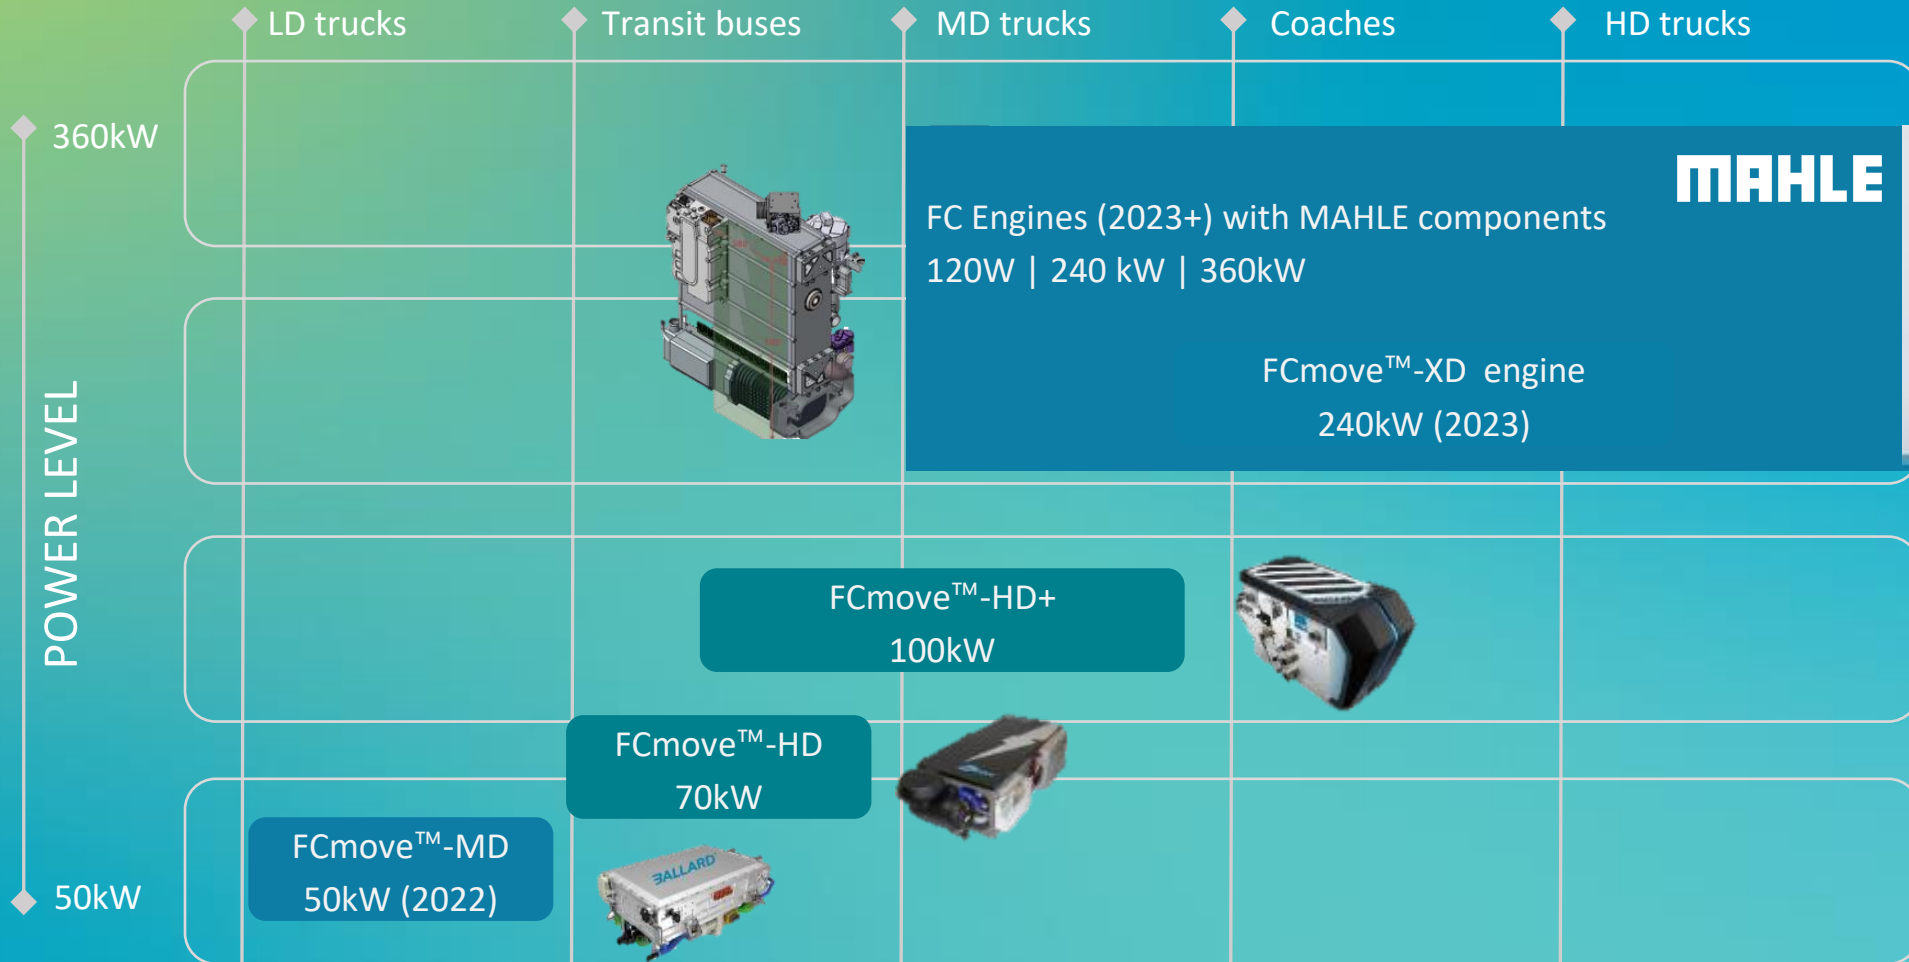 LD trucks
Transit buses
MD trucks
Coaches
HD trucks
360kW
MAHLE
FC Engines (2023+) with MAHLE components
120W | 240 kW | 360kW
FCmove™-XD engine
240kW (2023)
POWER LEVEL
FCmove™-HD+
100kW
FCmove™-HD
70kW
FCmove™-MD
50kW (2022)
BALLARD
50kW